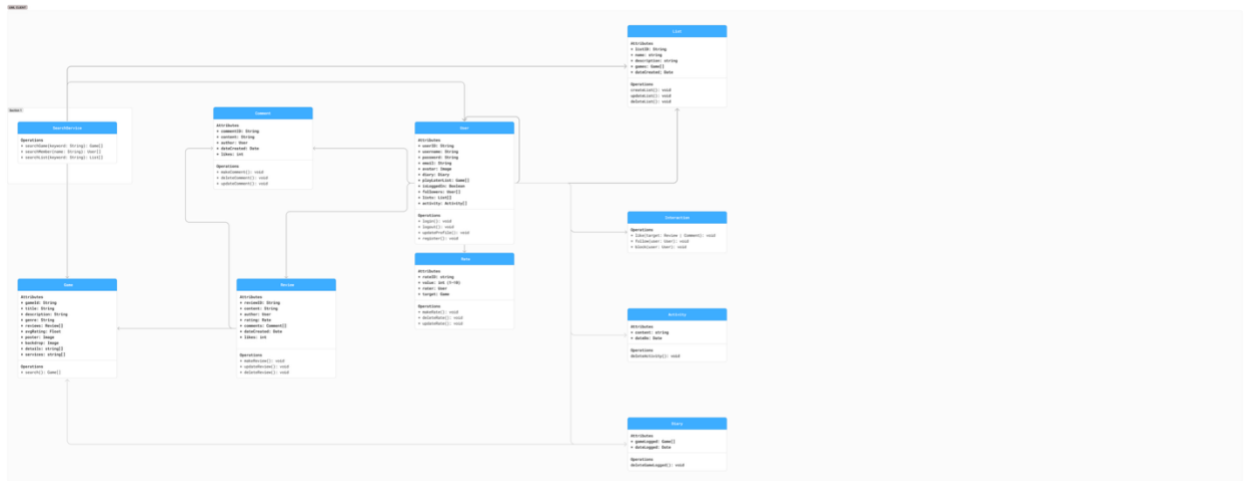 UML CLIENT
List
Attributes
+ listID: String
+ name: string
+ description: string
+ games: Game[]
+ dateCreated: Date
Operations
createList(): void
updateList(): void
deleteList(): void
SearchService
Operations
+ searchGame(keyword: String): Game[]
+ searchMember(name: String): User[]
+ searchList(keyword: String): List[]
Comment
Attributes
+ commentID: String
+ content: String
+ author: User
+ dateCreated: Date
+ likes: int
Operations
+ makeComment(): void
+ deleteComment(): void
+ updateComment(): void
User
Attributes
+ userID: String
+ username: String
+ password: String
+ email: String
+ avatar: Image
+ diary: Diary
+ playLaterList: Game[]
+ isLoggedIn: Boolean
+ followers: User[]
+ lists: List[]
+ activity: Activity[]
Operations
+ login(): void
+ logout(): void
+ updateProfile(): void
+ register(): void
Interaction
Operations
+ like(target: Review | Comment): void
+ follow(user: User): void
+ block(user: User): void
Rate
Attributes
+ rateID: string
+ value: int (1-10)
+ rater: User
+ target: Game
Operations
+ makeRate(): void
+ deleteRate(): void
+ updateRate(): void
Game
Attributes
+ gameId: String
+ title: String
+ description: String
+ genre: String
+ reviews: Review[]
+ avgRating: Float
+ poster: Image
+ backdrop: Image
+ details: string[]
+ services: string[]
Operations
+ search(): Game[]
Review
Attributes
+ reviewID: String
+ content: String
+ author: User
+ rating: Rate
+ comments: Comment[]
+ dateCreated: Date
+ likes: int
Operations
+ makeReview(): void
+ updateReview(): void
+ deleteReview(): void
Activity
Attributes
+ content: string
+ date: Date
Operations
deleteActivity(): void
Diary
Attributes
+ gameLogged: Game[]
+ dateLogged: Date
Operations
deleteGameLogged(): void